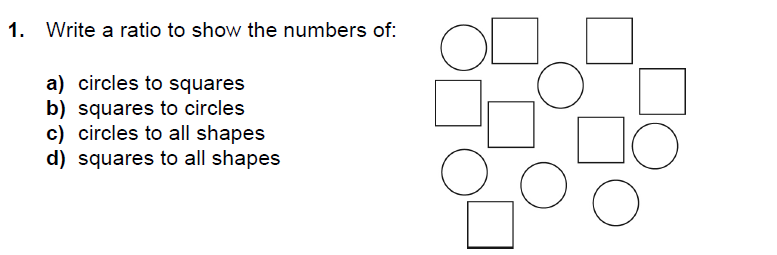 1. Write a ratio to show the numbers of:
a) circles to squares
b) squares to circles
c) circles to all shapes
d) squares to all shapes